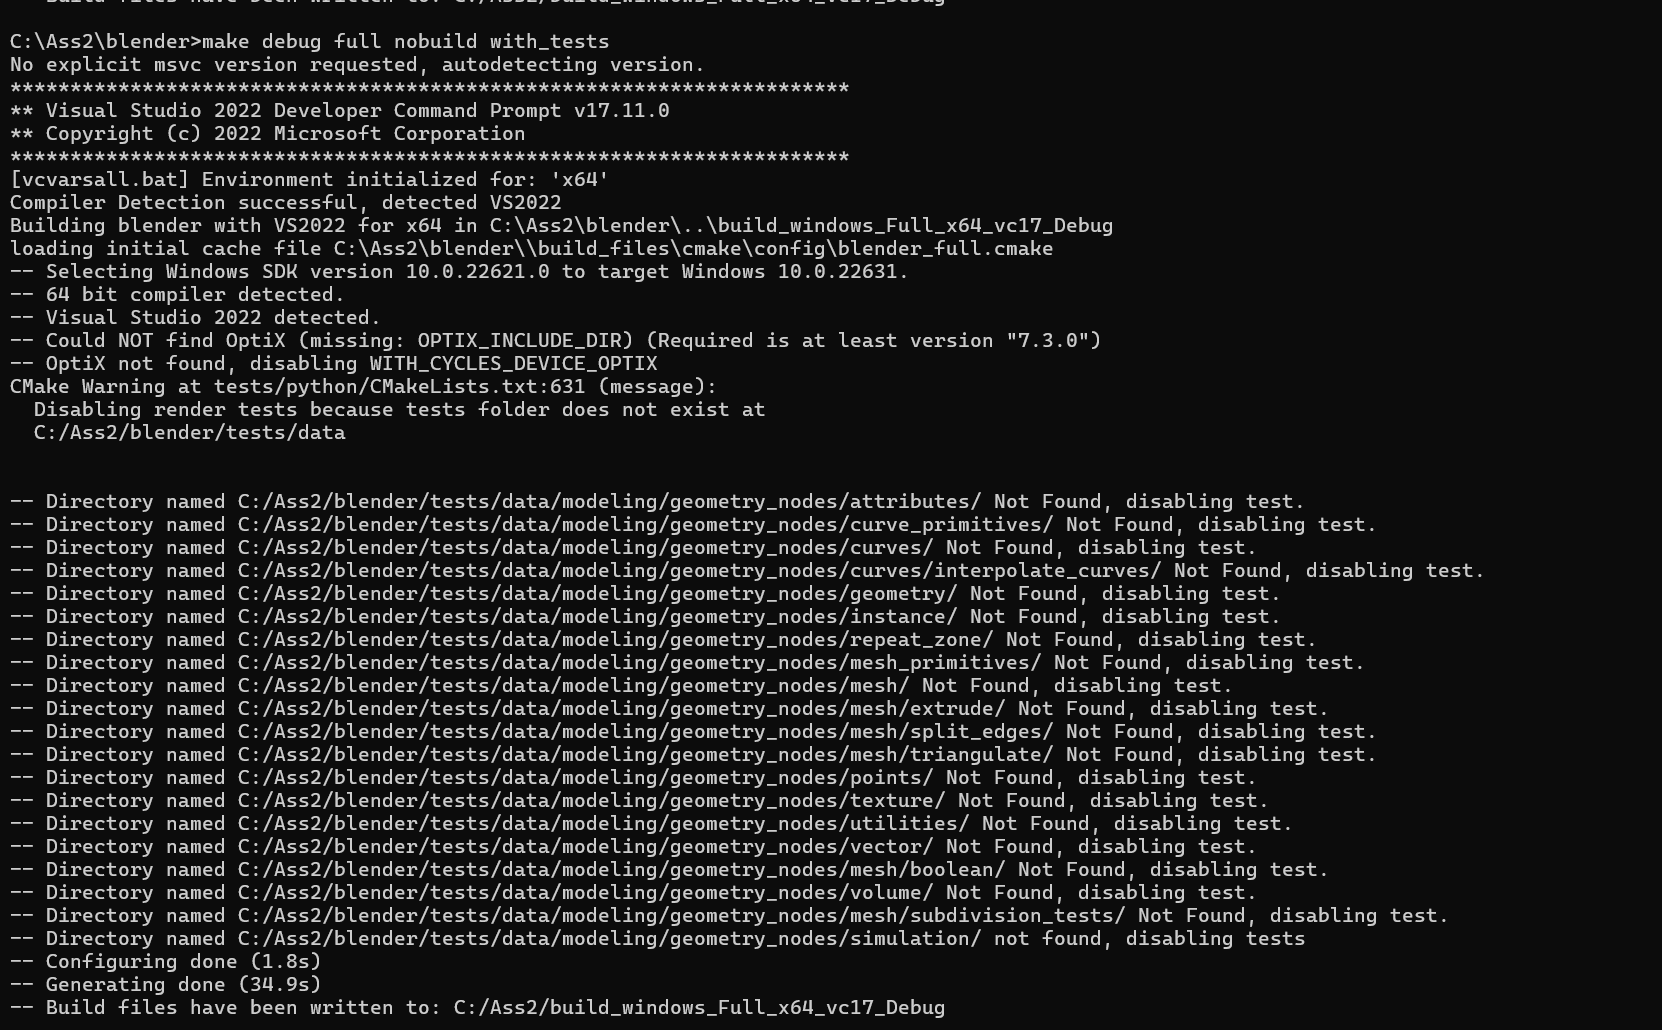 Build files have been written to: C:/Ass2/build_windows_Full_x64_vc17_Debug
C:\Ass2\blender>make debug full nobuild with_tests
No explicit msvc version requested, autodetecting version.
**********************************************************************
** Visual Studio 2022 Developer Command Prompt v17.11.0
** Copyright (c) 2022 Microsoft Corporation
**********************************************************************
[vcvarsall.bat] Environment initialized for: 'x64'
Compiler Detection successful, detected VS2022
Building blender with VS2022 for x64 in C:\Ass2\blender\..\build_windows_Full_x64_vc17_Debug
loading initial cache file C:\Ass2\blender\\build_files\cmake\config\blender_full.cmake
-- Selecting Windows SDK version 10.0.22621.0 to target Windows 10.0.22631.
-- 64 bit compiler detected.
-- Visual Studio 2022 detected.
-- Could NOT find OptiX (missing: OPTIX_INCLUDE_DIR) (Required is at least version "7.3.0")
-- OptiX not found, disabling WITH_CYCLES_DEVICE_OPTIX
CMake Warning at tests/python/CMakeLists.txt:631 (message):
  Disabling render tests because tests folder does not exist at
  C:/Ass2/blender/tests/data
-- Directory named C:/Ass2/blender/tests/data/modeling/geometry_nodes/attributes/ Not Found, disabling test.
-- Directory named C:/Ass2/blender/tests/data/modeling/geometry_nodes/curve_primitives/ Not Found, disabling test.
-- Directory named C:/Ass2/blender/tests/data/modeling/geometry_nodes/curves/ Not Found, disabling test.
-- Directory named C:/Ass2/blender/tests/data/modeling/geometry_nodes/curves/interpolate_curves/ Not Found, disabling test.
-- Directory named C:/Ass2/blender/tests/data/modeling/geometry_nodes/geometry/ Not Found, disabling test.
-- Directory named C:/Ass2/blender/tests/data/modeling/geometry_nodes/instance/ Not Found, disabling test.
-- Directory named C:/Ass2/blender/tests/data/modeling/geometry_nodes/repeat_zone/ Not Found, disabling test.
-- Directory named C:/Ass2/blender/tests/data/modeling/geometry_nodes/mesh_primitives/ Not Found, disabling test.
-- Directory named C:/Ass2/blender/tests/data/modeling/geometry_nodes/mesh/ Not Found, disabling test.
-- Directory named C:/Ass2/blender/tests/data/modeling/geometry_nodes/mesh/extrude/ Not Found, disabling test.
-- Directory named C:/Ass2/blender/tests/data/modeling/geometry_nodes/mesh/split_edges/ Not Found, disabling test.
-- Directory named C:/Ass2/blender/tests/data/modeling/geometry_nodes/mesh/triangulate/ Not Found, disabling test.
-- Directory named C:/Ass2/blender/tests/data/modeling/geometry_nodes/points/ Not Found, disabling test.
-- Directory named C:/Ass2/blender/tests/data/modeling/geometry_nodes/texture/ Not Found, disabling test.
-- Directory named C:/Ass2/blender/tests/data/modeling/geometry_nodes/utilities/ Not Found, disabling test.
-- Directory named C:/Ass2/blender/tests/data/modeling/geometry_nodes/vector/ Not Found, disabling test.
-- Directory named C:/Ass2/blender/tests/data/modeling/geometry_nodes/mesh/boolean/ Not Found, disabling test.
-- Directory named C:/Ass2/blender/tests/data/modeling/geometry_nodes/volume/ Not Found, disabling test.
-- Directory named C:/Ass2/blender/tests/data/modeling/geometry_nodes/mesh/subdivision_tests/ Not Found, disabling test.
-- Directory named C:/Ass2/blender/tests/data/modeling/geometry_nodes/simulation/ not found, disabling tests
-- Configuring done (1.8s)
-- Generating done (34.9s)
-- Build files have been written to: C:/Ass2/build_windows_Full_x64_vc17_Debug